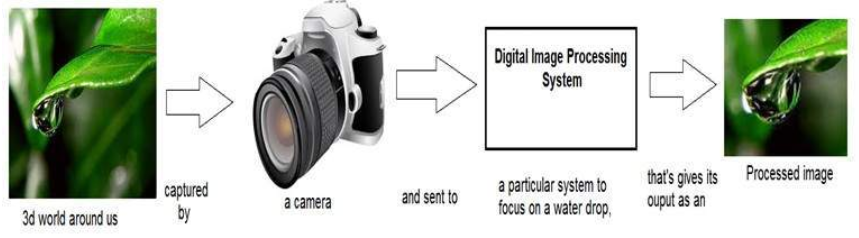 3d world around us
captured
by
a camera
and sent to
Digital Image Processing
System
a particular system to
focus on a water drop,
that's gives its
ouput as an
Processed image